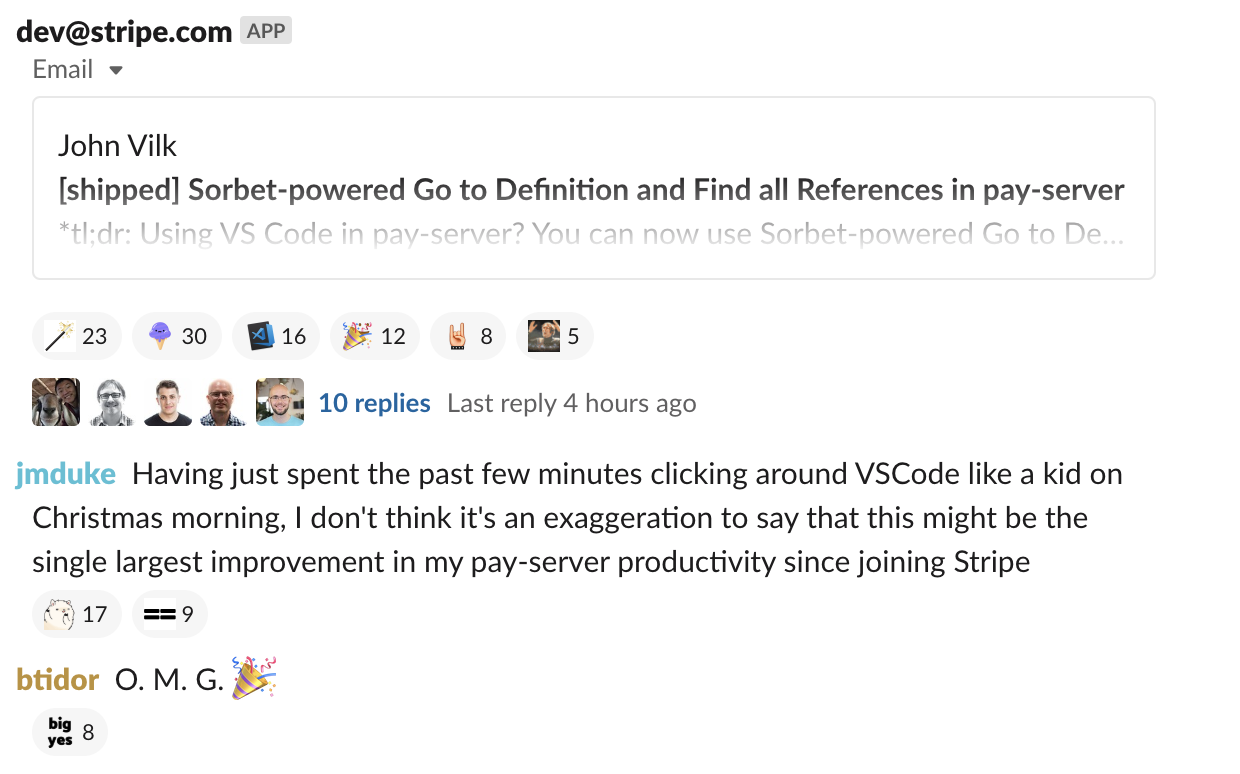 dev@stripe.com APP
Email
John Vilk
[shipped] Sorbet-powered Go to Definition and Find all References in pay-server
*tl;dr: Using VS Code in pay-server? You can now use Sorbet-powered Go to De...
23 30 16 12 8 5
10 replies Last reply 4 hours ago
jmduke Having just spent the past few minutes clicking around VSCode like a kid on
Christmas morning, I don't think it's an exaggeration to say that this might be the
single largest improvement in my pay-server productivity since joining Stripe
17 == 9
btidor O. M. G.
big yes 8